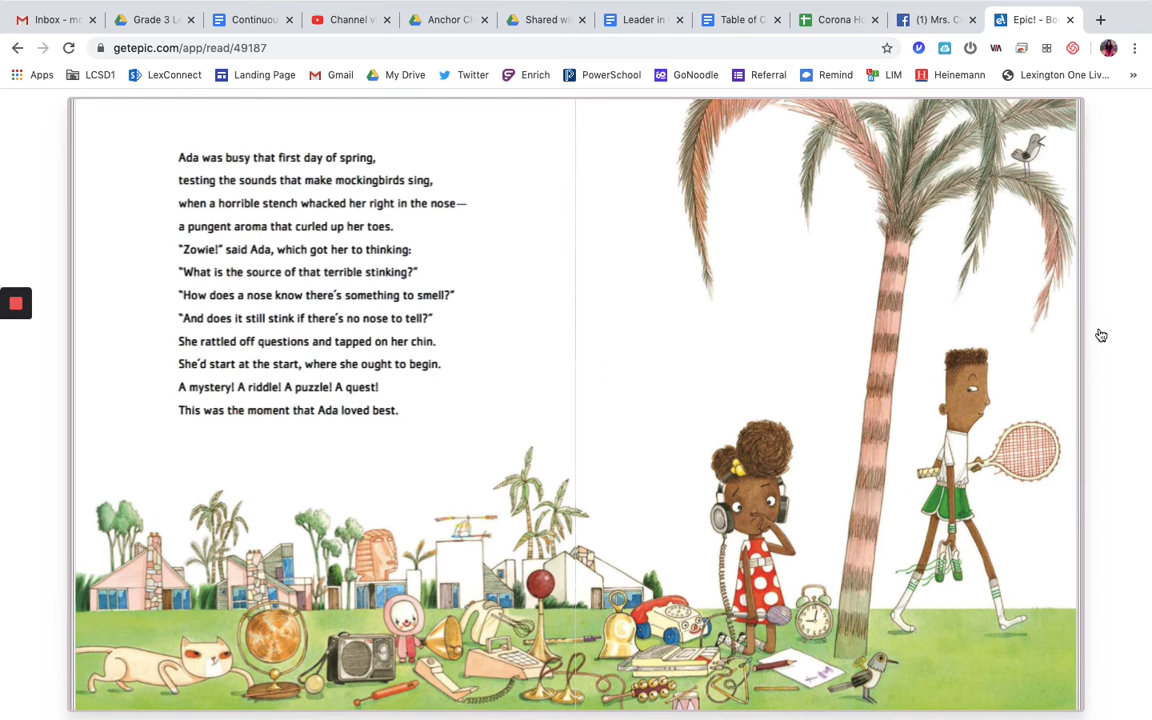 Inbox - mo
Grade 3 Le
Continuou
Channel vi
Anchor Ch
Shared wit
Leader in
Table of C
Corona He
(1) Mrs. C
Epic! - Bo
getepic.com/app/read/49187
Apps
LCSD1
LexConnect
Landing Page
Gmail
My Drive
Twitter
Enrich
PowerSchool
GoNoodle
Referral
Remind
LIM
Heinemann
Lexington One Liv...
Ada was busy that first day of spring,
testing the sounds that make mockingbirds sing,
when a horrible stench whacked her right in the nose—
a pungent aroma that curled up her toes.
"Zowie!" said Ada, which got her to thinking:
"What is the source of that terrible stinking?"
"How does a nose know there's something to smell?"
"And does it still stink if there's no nose to tell?"
She rattled off questions and tapped on her chin.
She'd start at the start, where she ought to begin.
A mystery! A riddle! A puzzle! A quest!
This was the moment that Ada loved best.